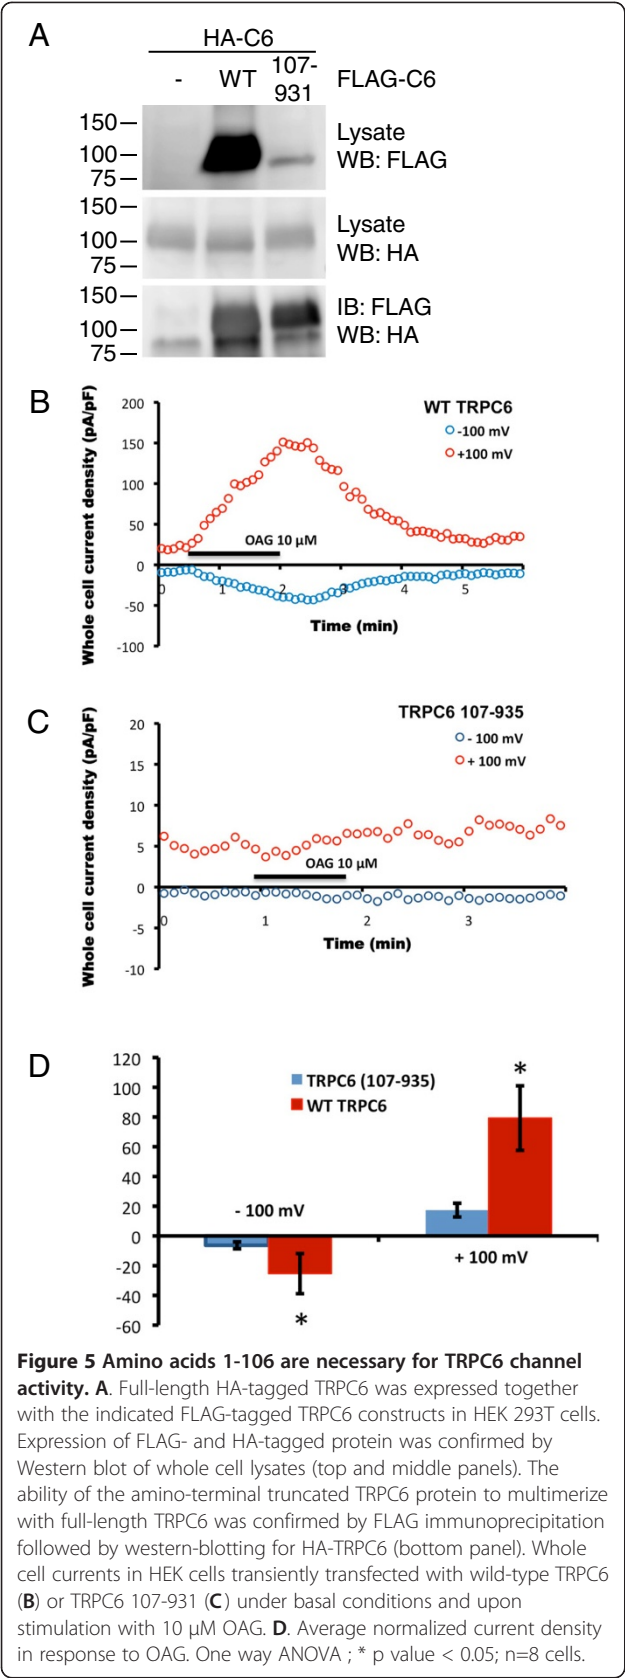 A
HA-C6
- WT 107-931 FLAG-C6
150
100
75
Lysate
WB: FLAG
150
100
75
Lysate
WB: HA
150
100
75
IB: FLAG
WB: HA
B
Whole cell current density (pA/pF)
200
150
100
50
0
-50
-100
WT TRPC6
-100 mV
+100 mV
OAG 10 µM
0 1 2 3 4 5
Time (min)
C
Whole cell current density (pA/pF)
20
15
10
5
0
-5
-10
TRPC6 107-935
- 100 mV
+ 100 mV
OAG 10 µM
0 1 2 3
Time (min)
D
120
100
80
60
40
20
0
-20
-40
-60
TRPC6 (107-935)
WT TRPC6
*
- 100 mV
+ 100 mV
*
Figure 5 Amino acids 1-106 are necessary for TRPC6 channel
activity. A. Full-length HA-tagged TRPC6 was expressed together
with the indicated FLAG-tagged TRPC6 constructs in HEK 293T cells.
Expression of FLAG- and HA-tagged protein was confirmed by
Western blot of whole cell lysates (top and middle panels). The
ability of the amino-terminal truncated TRPC6 protein to multimerize
with full-length TRPC6 was confirmed by FLAG immunoprecipitation
followed by western-blotting for HA-TRPC6 (bottom panel). Whole
cell currents in HEK cells transiently transfected with wild-type TRPC6
(B) or TRPC6 107-931 (C) under basal conditions and upon
stimulation with 10 µM OAG. D. Average normalized current density
in response to OAG. One way ANOVA ; * p value < 0.05; n=8 cells.